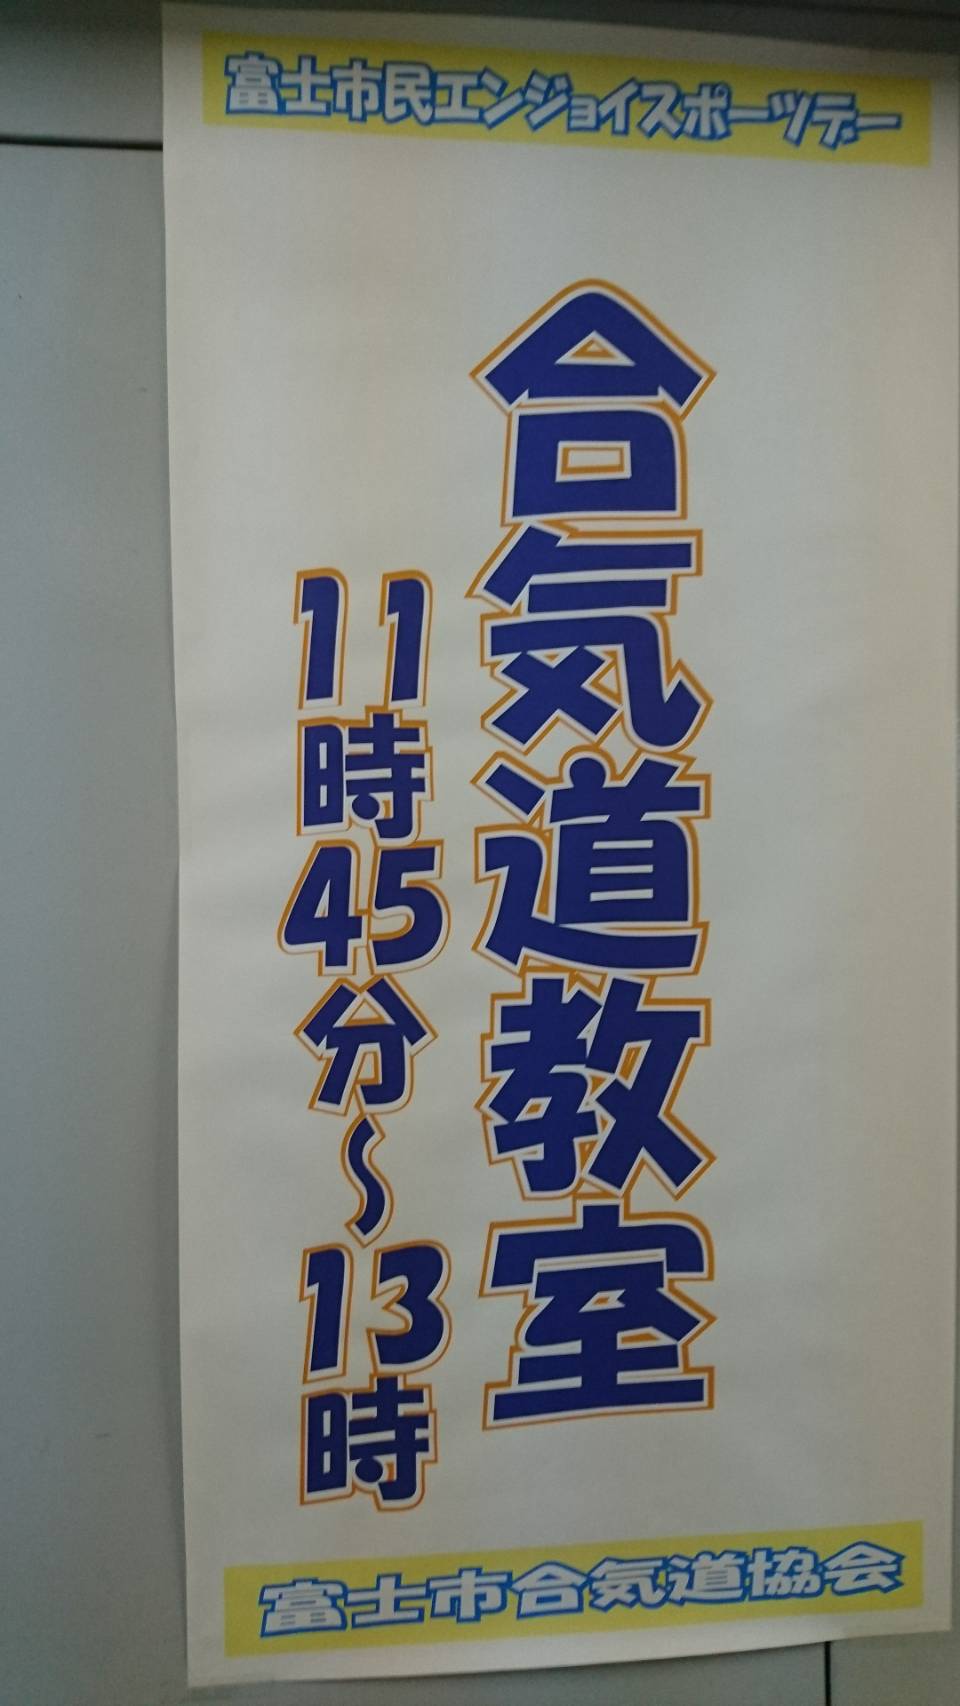 富士市民エンジョイスポーツデー
合気道教室
11時45分～13時
富士市合気道協会